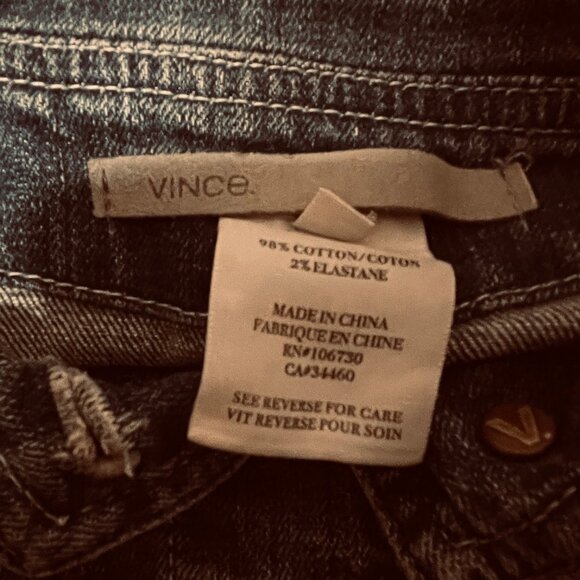 VINCE.
98% COTTON/COTON
2% ELASTANE
MADE IN CHINA
FABRIQUE EN CHINE
RN#106730
CA#34460
SEE REVERSE FOR CARE
VIT REVERSE POUR SOIN
V.